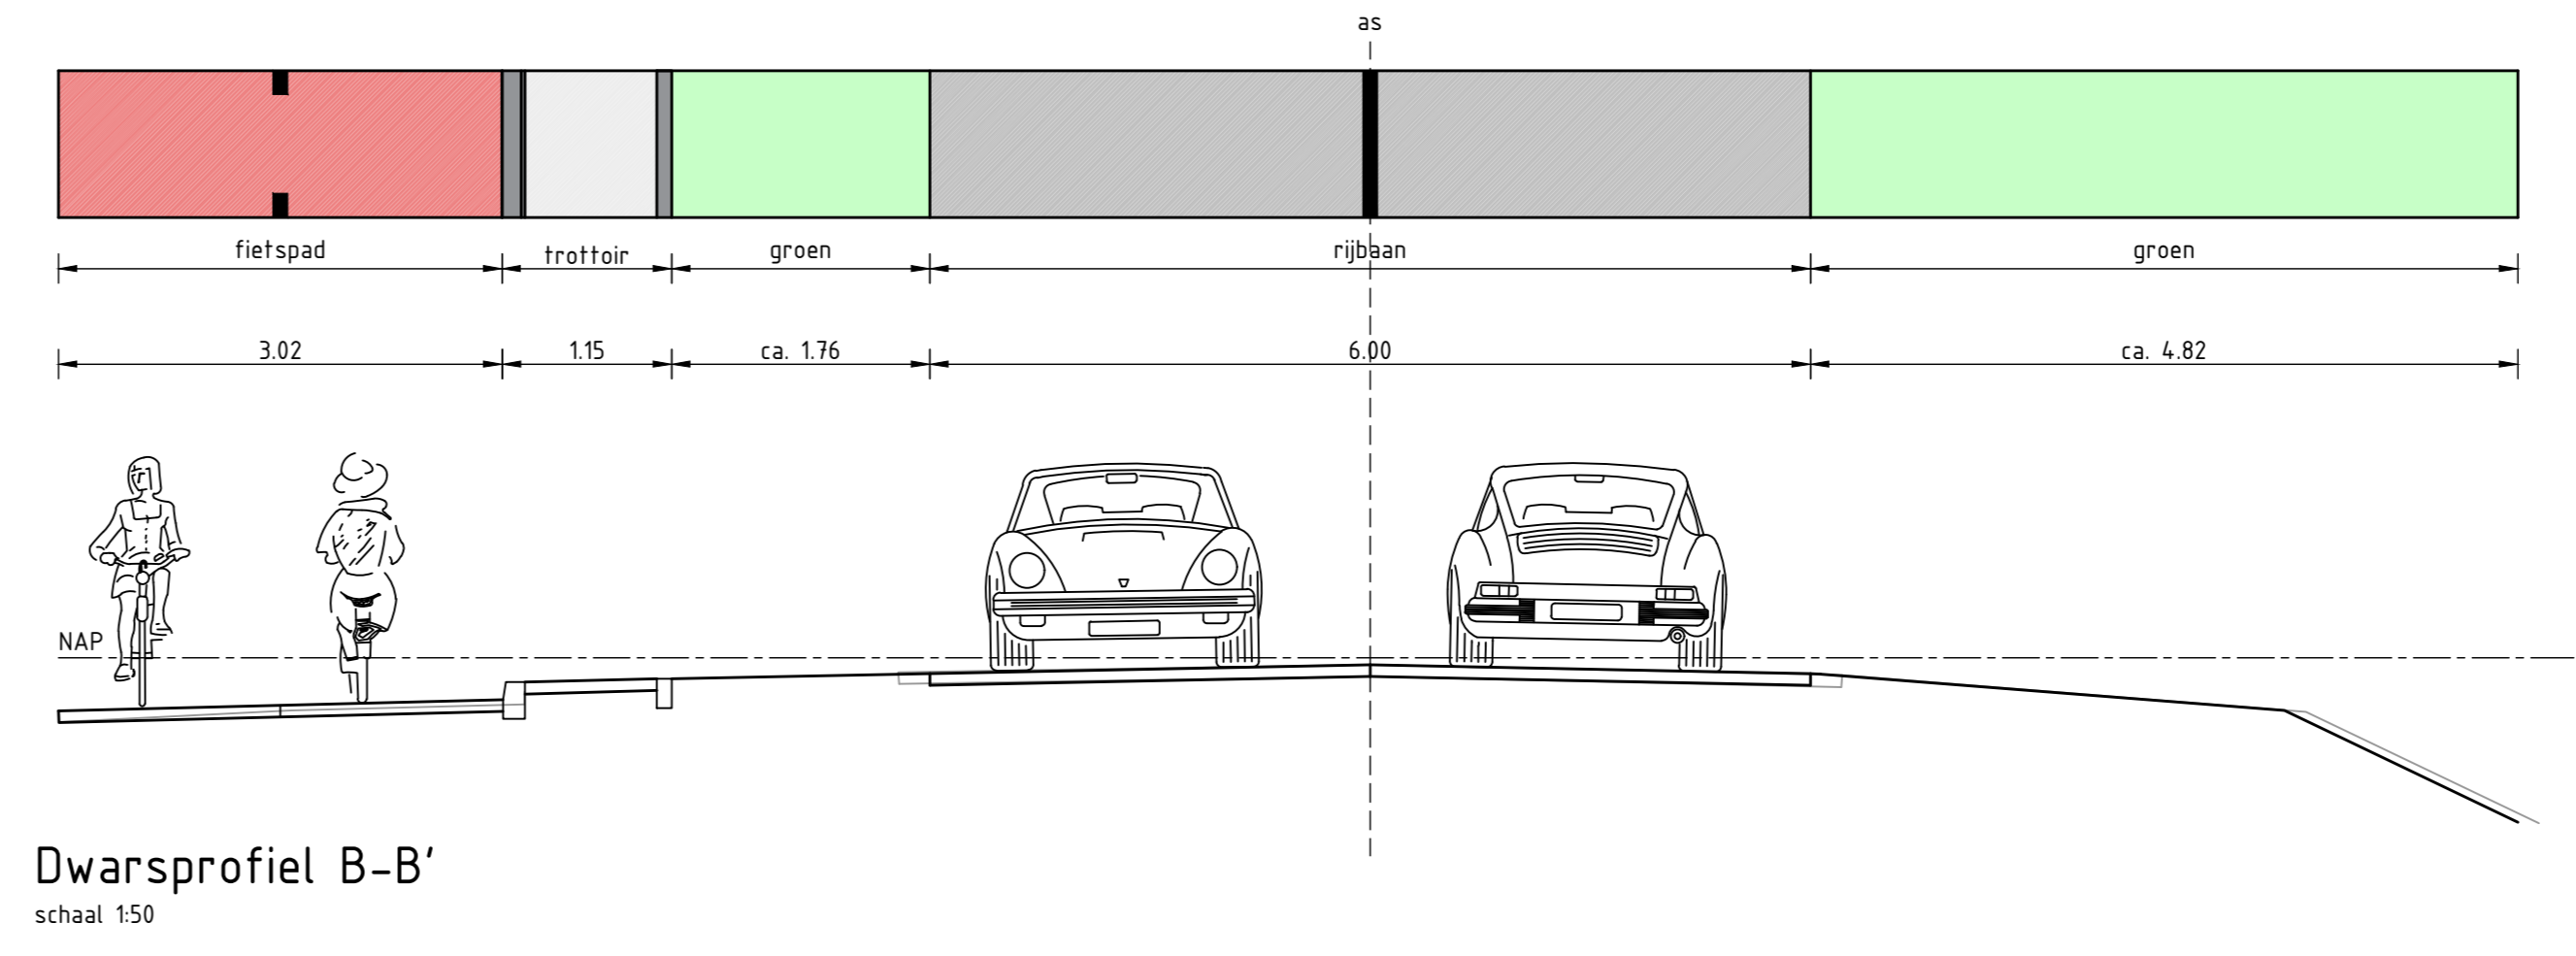 as
fietspad trottoir groen rijbaan groen
3.02 1.15 ca. 1.76 6.00 ca. 4.82
NAP
Dwarsprofiel B-B'
schaal 1:50